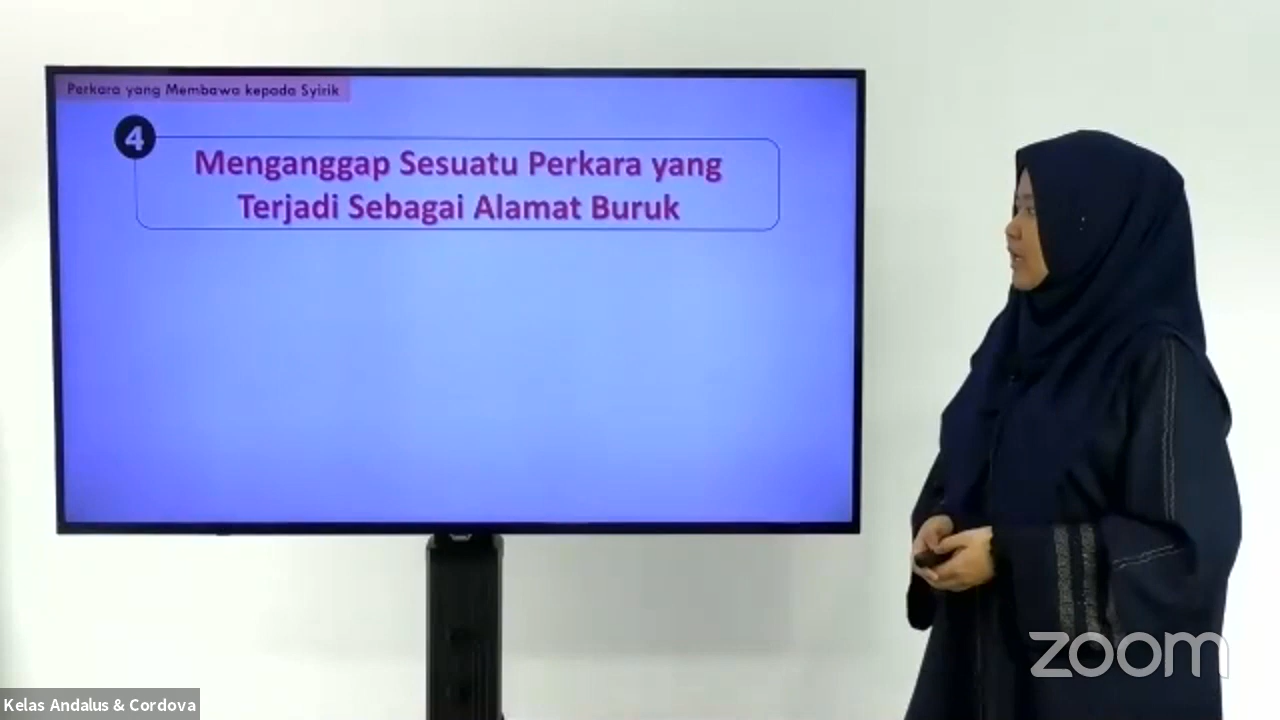 Perkara yang Membawa kepada Syirik
4
Menganggap Sesuatu Perkara yang
Terjadi Sebagai Alamat Buruk
zoom
Kelas Andalus & Cordova